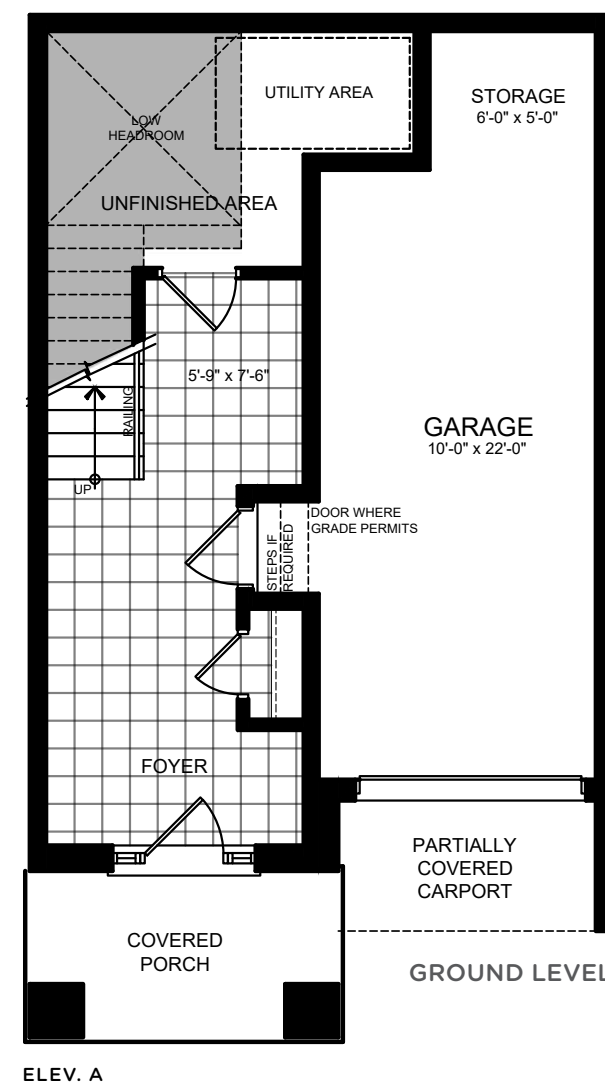 UTILITY AREA
STORAGE
6'-0" x 5'-0"
LOW
HEADROOM
UNFINISHED AREA
5'-9" x 7'-6"
RAILING
UP
GARAGE
10'-0" x 22'-0"
DOOR WHERE
GRADE PERMITS
STEPS IF
REQUIRED
FOYER
PARTIALLY
COVERED
CARPORT
COVERED
PORCH
GROUND LEVEL
ELEV. A